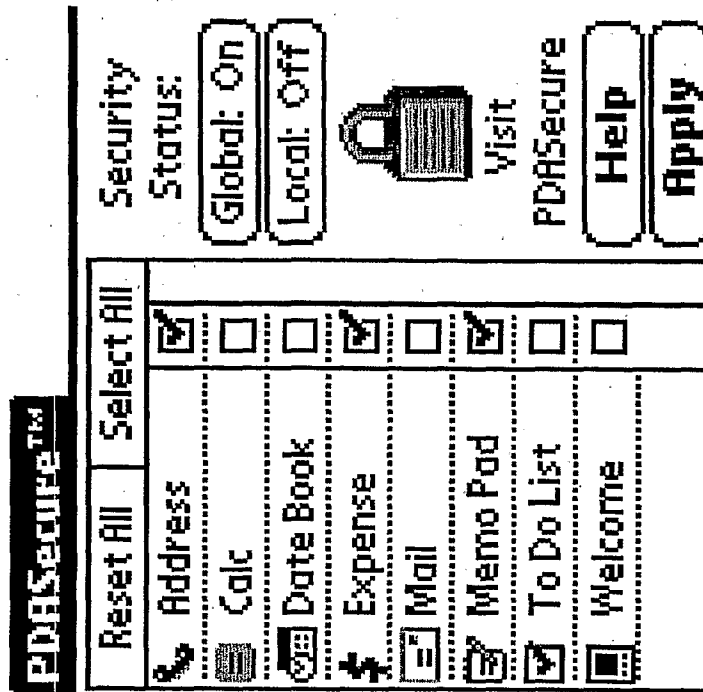 PDASecure™
Reset All
Select All
Address
Calc
Date Book
Expense
Mail
Memo Pad
To Do List
Welcome
Security
Status:
Global: On
Local: Off
Visit
PDASecure
Help
Apply